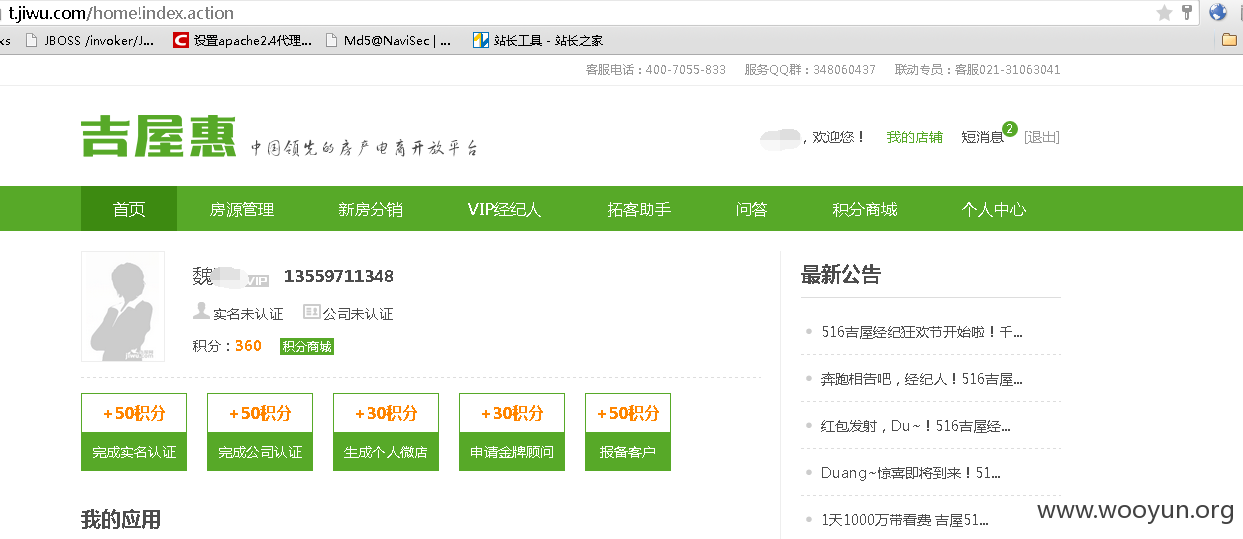 t.jiwu.com/home!index.action
xs JBOSS /invoker/J... 设置apache2.4代理... Md5@NaviSec | ... 站长工具 - 站长之家
客服电话：400-7055-833 服务QQ群：348060437 联动专员：客服021-31063041
吉屋惠 中国领先的房产电商开放平台
，欢迎您！ 我的店铺 短消息 2 [退出]
首页 房源管理 新房分销 VIP经纪人 拓客助手 问答 积分商城 个人中心
魏 VIP 13559711348
实名未认证 公司未认证
积分：360 积分商城
+50积分 +50积分 +30积分 +30积分 +50积分
完成实名认证 完成公司认证 生成个人微店 申请金牌顾问 报备客户
我的应用
最新公告
516吉屋经纪狂欢节开始啦！千...
奔跑相告吧，经纪人！516吉屋...
红包发射，Du~！516吉屋经...
Duang~惊喜即将到来！51...
1天1000万带看费 吉屋51...
www.wooyun.org